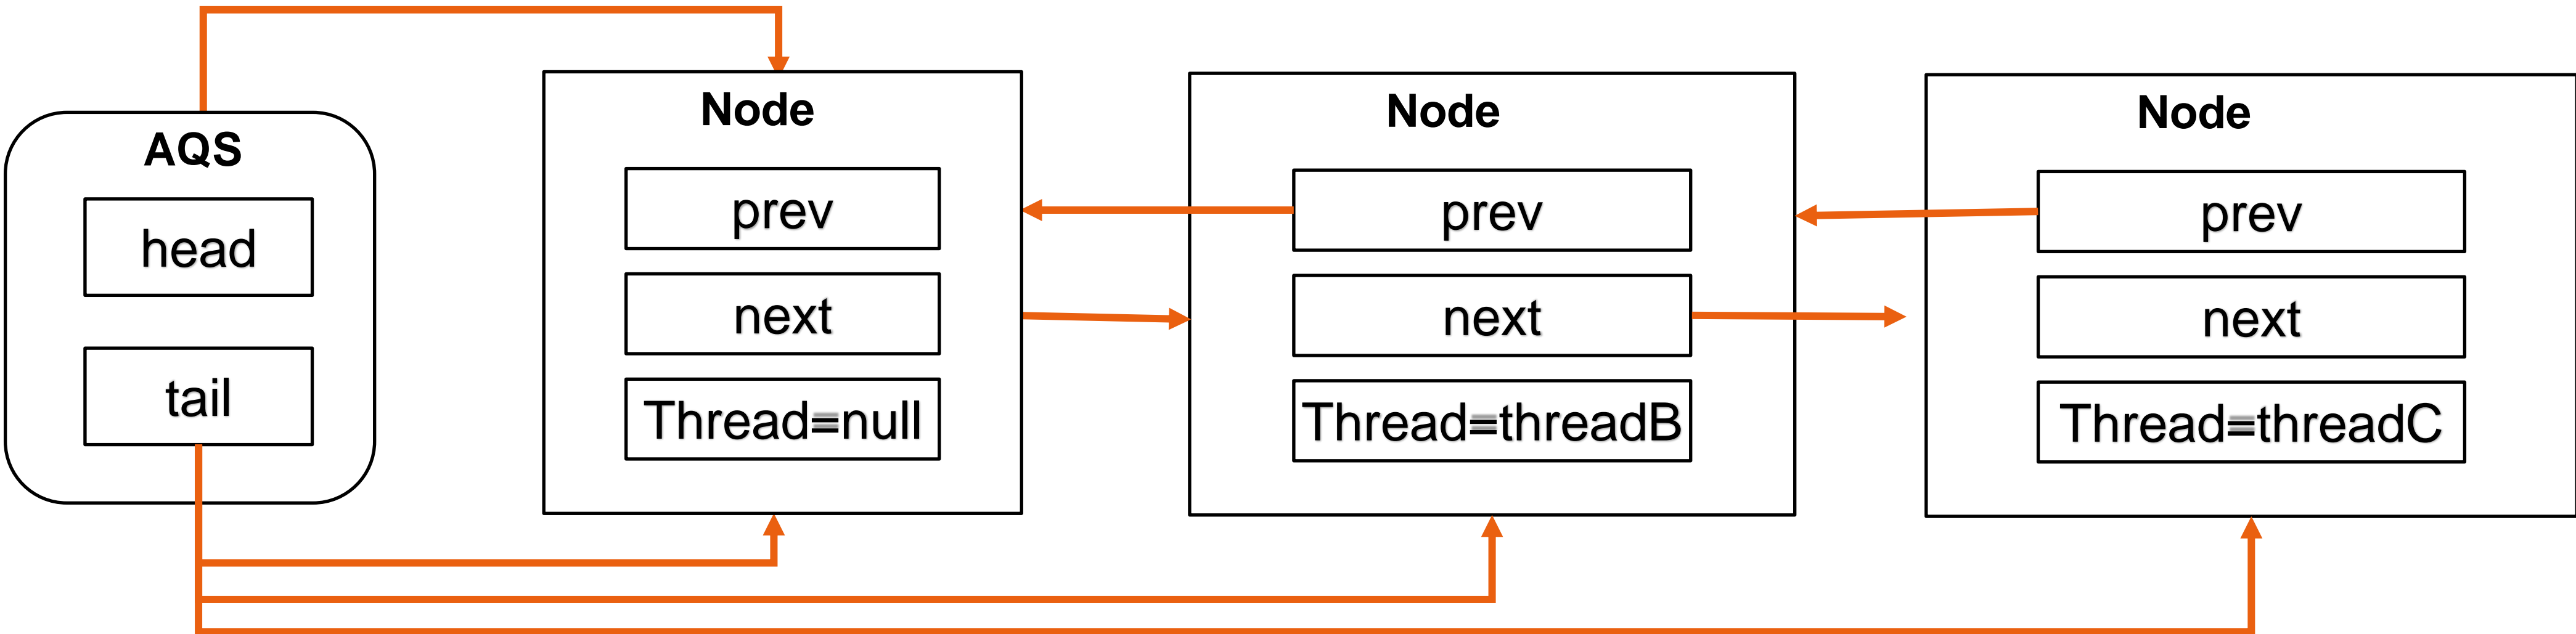 AQS
head
tail
Node
prev
next
Thread=null
Node
prev
next
Thread=threadB
Node
prev
next
Thread=threadC